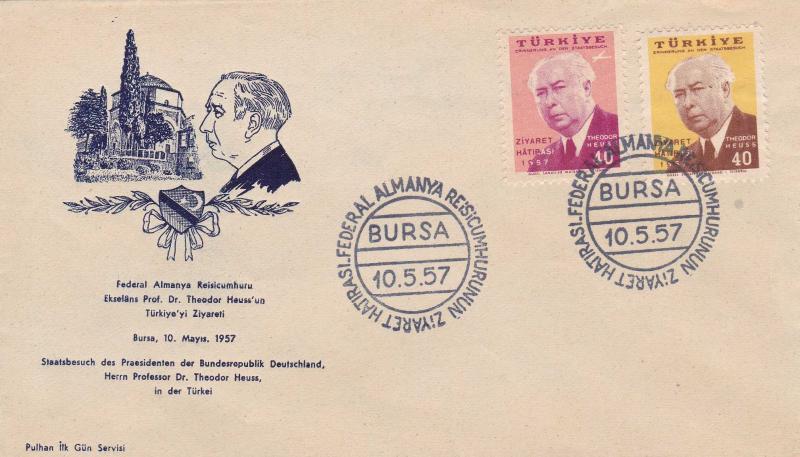 TÜRKİYE
ERINNERUNG AN DEN STAATSBESUCH
ZİYARET
HÂTIRASI
1957
THEODOR
HEUSS
40
TÜRKİYE
ERINNERUNG AN DEN STAATSBESUCH
ZİYARET
HÂTIRASI
THEODOR
HEUSS
40
FEDERAL ALMANYA REİSİCUMHURUNUN ZİYARET HATIRASI.
BURSA
10.5.57
FEDERAL ALMANYA REİSİCUMHURUNUN ZİYARET HATIRASI.
BURSA
10.5.57
Federal Almanya Reisicumhuru
Ekselâns Prof. Dr. Theodor Heuss'un
Türkiye'yi Ziyareti
Bursa, 10. Mayıs. 1957
Staatsbesuch des Praesidenten der Bundesrepublik Deutschland,
Herrn Professor Dr. Theodor Heuss,
in der Türkei
Pulhan İlk Gün Servisi